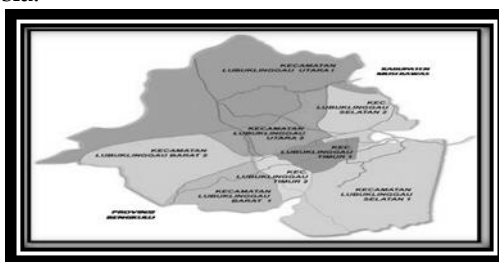 KECAMATAN
LUBUKLINGGAU UTARA I
KABUPATEN
MUSI RAWAS
KEC.
LUBUKLINGGAU
SELATAN 2
KECAMATAN
LUBUKLINGGAU
UTARA 2
KECAMATAN
LUBUKLINGGAU BARAT 2
KEC.
LUBUKLINGGAU
TIMUR 1
KEC.
LUBUKLINGGAU
TIMUR 2
KECAMATAN
LUBUKLINGGAU
BARAT 1
KECAMATAN
LUBUKLINGGAU
SELATAN 1
PROVINSI
BENGKULU